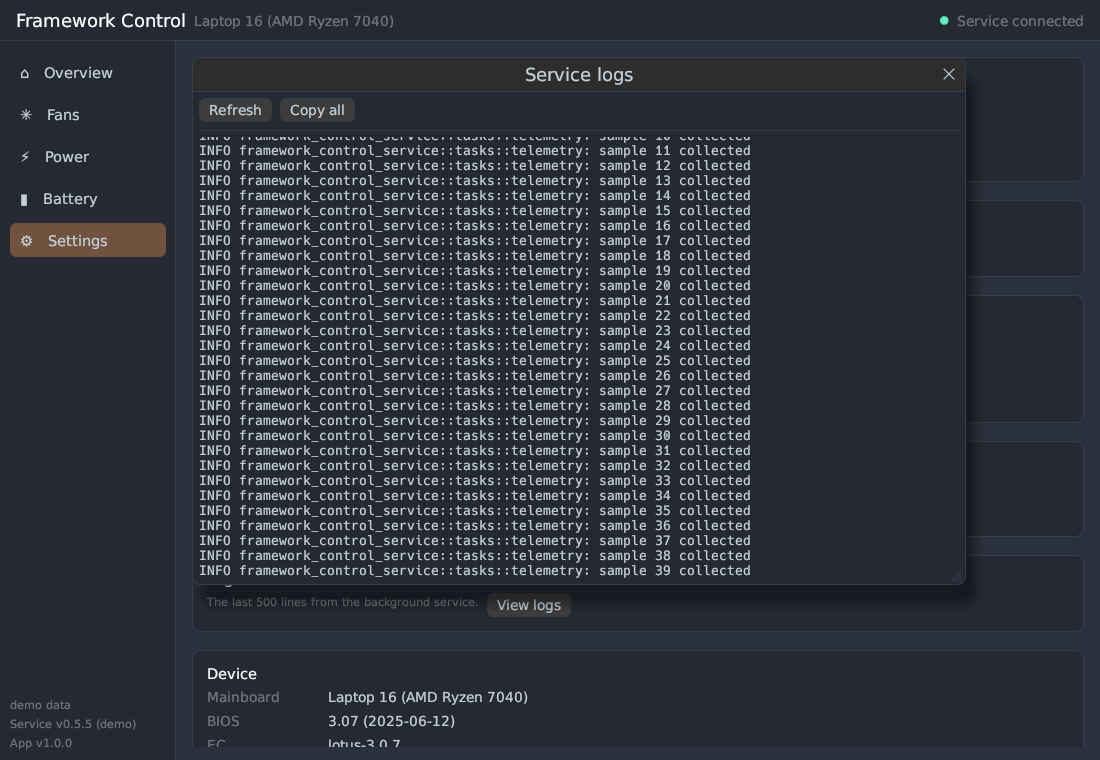 Framework Control Laptop 16 (AMD Ryzen 7040)
Service connected
Overview
Fans
Power
Battery
Settings
Service logs
Refresh Copy all
INFO framework_control_service::tasks::telemetry: sample 10 collected
INFO framework_control_service::tasks::telemetry: sample 11 collected
INFO framework_control_service::tasks::telemetry: sample 12 collected
INFO framework_control_service::tasks::telemetry: sample 13 collected
INFO framework_control_service::tasks::telemetry: sample 14 collected
INFO framework_control_service::tasks::telemetry: sample 15 collected
INFO framework_control_service::tasks::telemetry: sample 16 collected
INFO framework_control_service::tasks::telemetry: sample 17 collected
INFO framework_control_service::tasks::telemetry: sample 18 collected
INFO framework_control_service::tasks::telemetry: sample 19 collected
INFO framework_control_service::tasks::telemetry: sample 20 collected
INFO framework_control_service::tasks::telemetry: sample 21 collected
INFO framework_control_service::tasks::telemetry: sample 22 collected
INFO framework_control_service::tasks::telemetry: sample 23 collected
INFO framework_control_service::tasks::telemetry: sample 24 collected
INFO framework_control_service::tasks::telemetry: sample 25 collected
INFO framework_control_service::tasks::telemetry: sample 26 collected
INFO framework_control_service::tasks::telemetry: sample 27 collected
INFO framework_control_service::tasks::telemetry: sample 28 collected
INFO framework_control_service::tasks::telemetry: sample 29 collected
INFO framework_control_service::tasks::telemetry: sample 30 collected
INFO framework_control_service::tasks::telemetry: sample 31 collected
INFO framework_control_service::tasks::telemetry: sample 32 collected
INFO framework_control_service::tasks::telemetry: sample 33 collected
INFO framework_control_service::tasks::telemetry: sample 34 collected
INFO framework_control_service::tasks::telemetry: sample 35 collected
INFO framework_control_service::tasks::telemetry: sample 36 collected
INFO framework_control_service::tasks::telemetry: sample 37 collected
INFO framework_control_service::tasks::telemetry: sample 38 collected
INFO framework_control_service::tasks::telemetry: sample 39 collected
The last 500 lines from the background service. View logs
Device
Mainboard Laptop 16 (AMD Ryzen 7040)
BIOS 3.07 (2025-06-12)
EC lotus-3.0.7
demo data
Service v0.5.5 (demo)
App v1.0.0